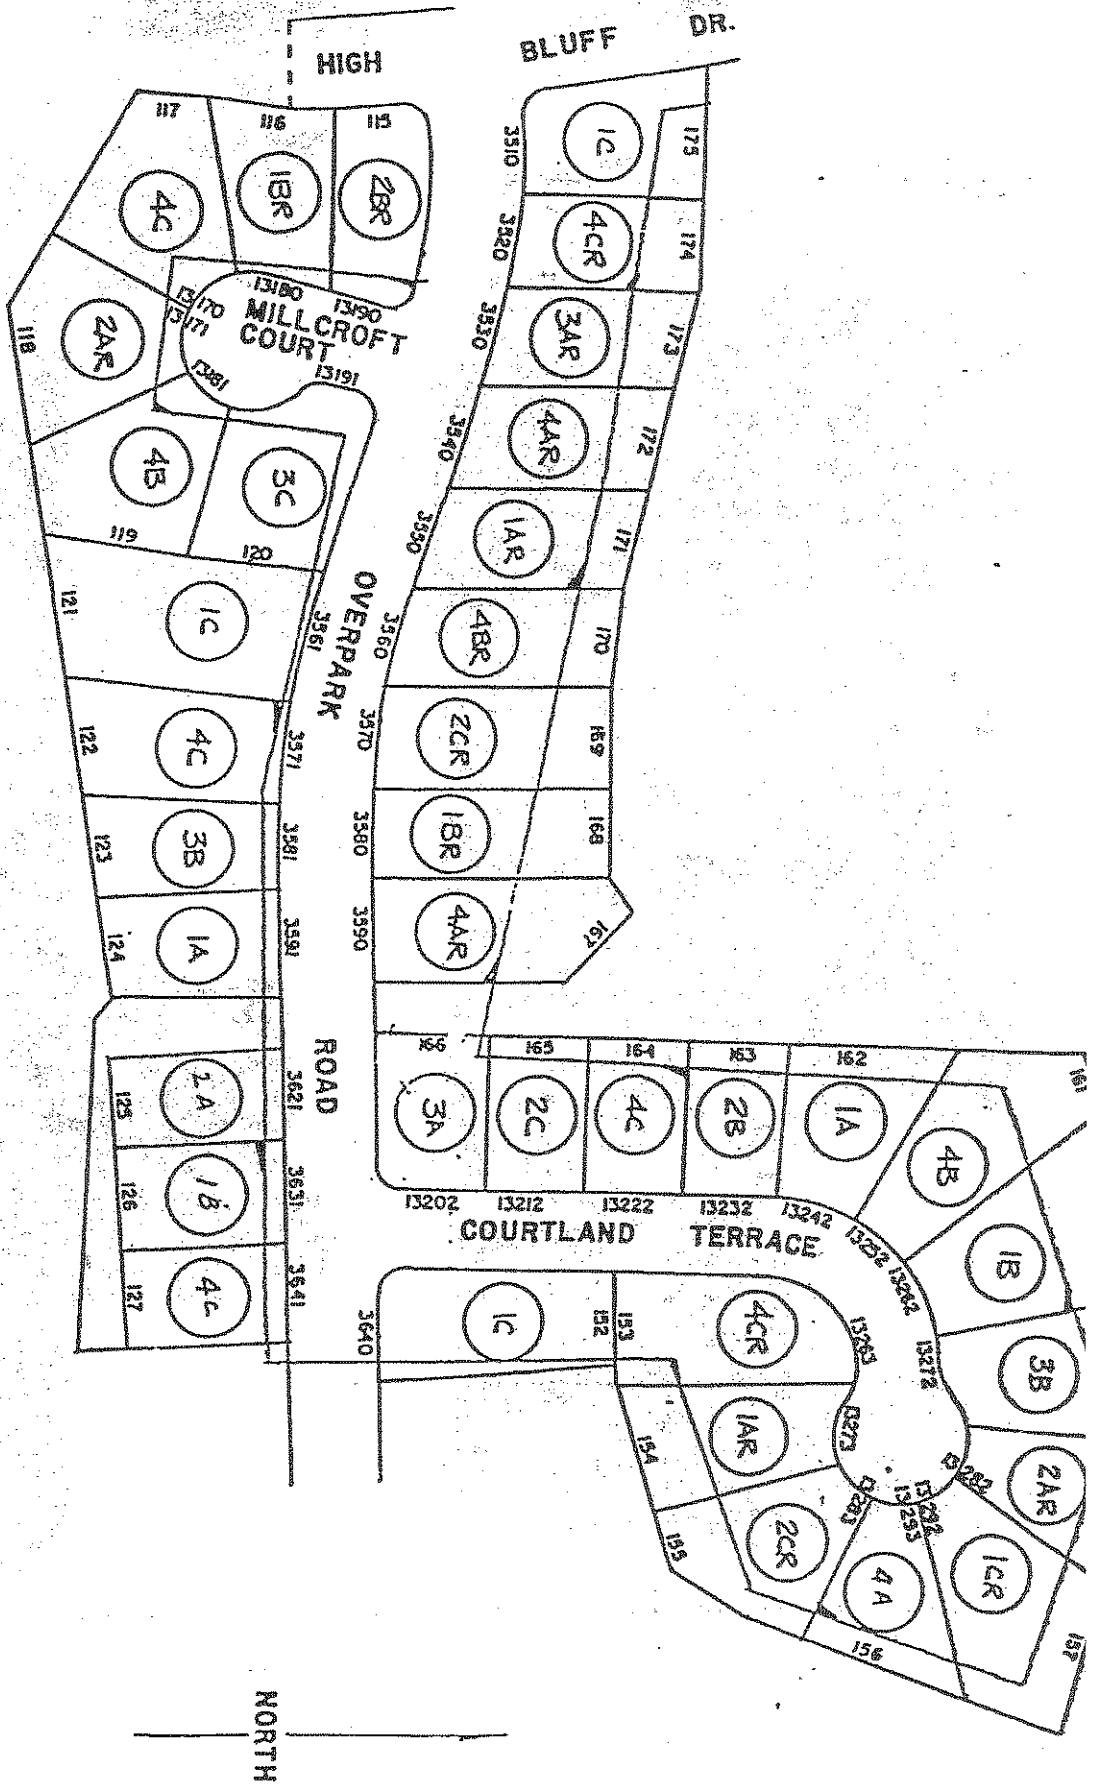 HIGH BLUFF DR.
117
116
115
4C
1BR
2BR
13170
13180
13190
MILLCROFT
COURT
13171
13181
13191
118
2AR
4B
3C
119
120
121
1C
3561
122
4C
3571
123
3B
3581
124
1A
3591
OVERPARK
ROAD
125
2A
3621
126
1B
3631
127
4C
3641
3510
1C
175
3520
4CR
174
3530
3AR
173
3540
4AR
172
3550
1AR
171
3560
4BR
170
3570
2CR
169
3580
1BR
168
3590
4AR
167
166
165
164
163
162
161
3A
2C
4C
2B
1A
4B
1B
3B
2AR
1CR
13202
13212
13222
13232
13242
13252
13262
13272
13282
13292
COURTLAND TERRACE
3640
1C
152
153
4CR
13263
154
1AR
13273
155
2CR
13283
4A
13293
156
157
NORTH